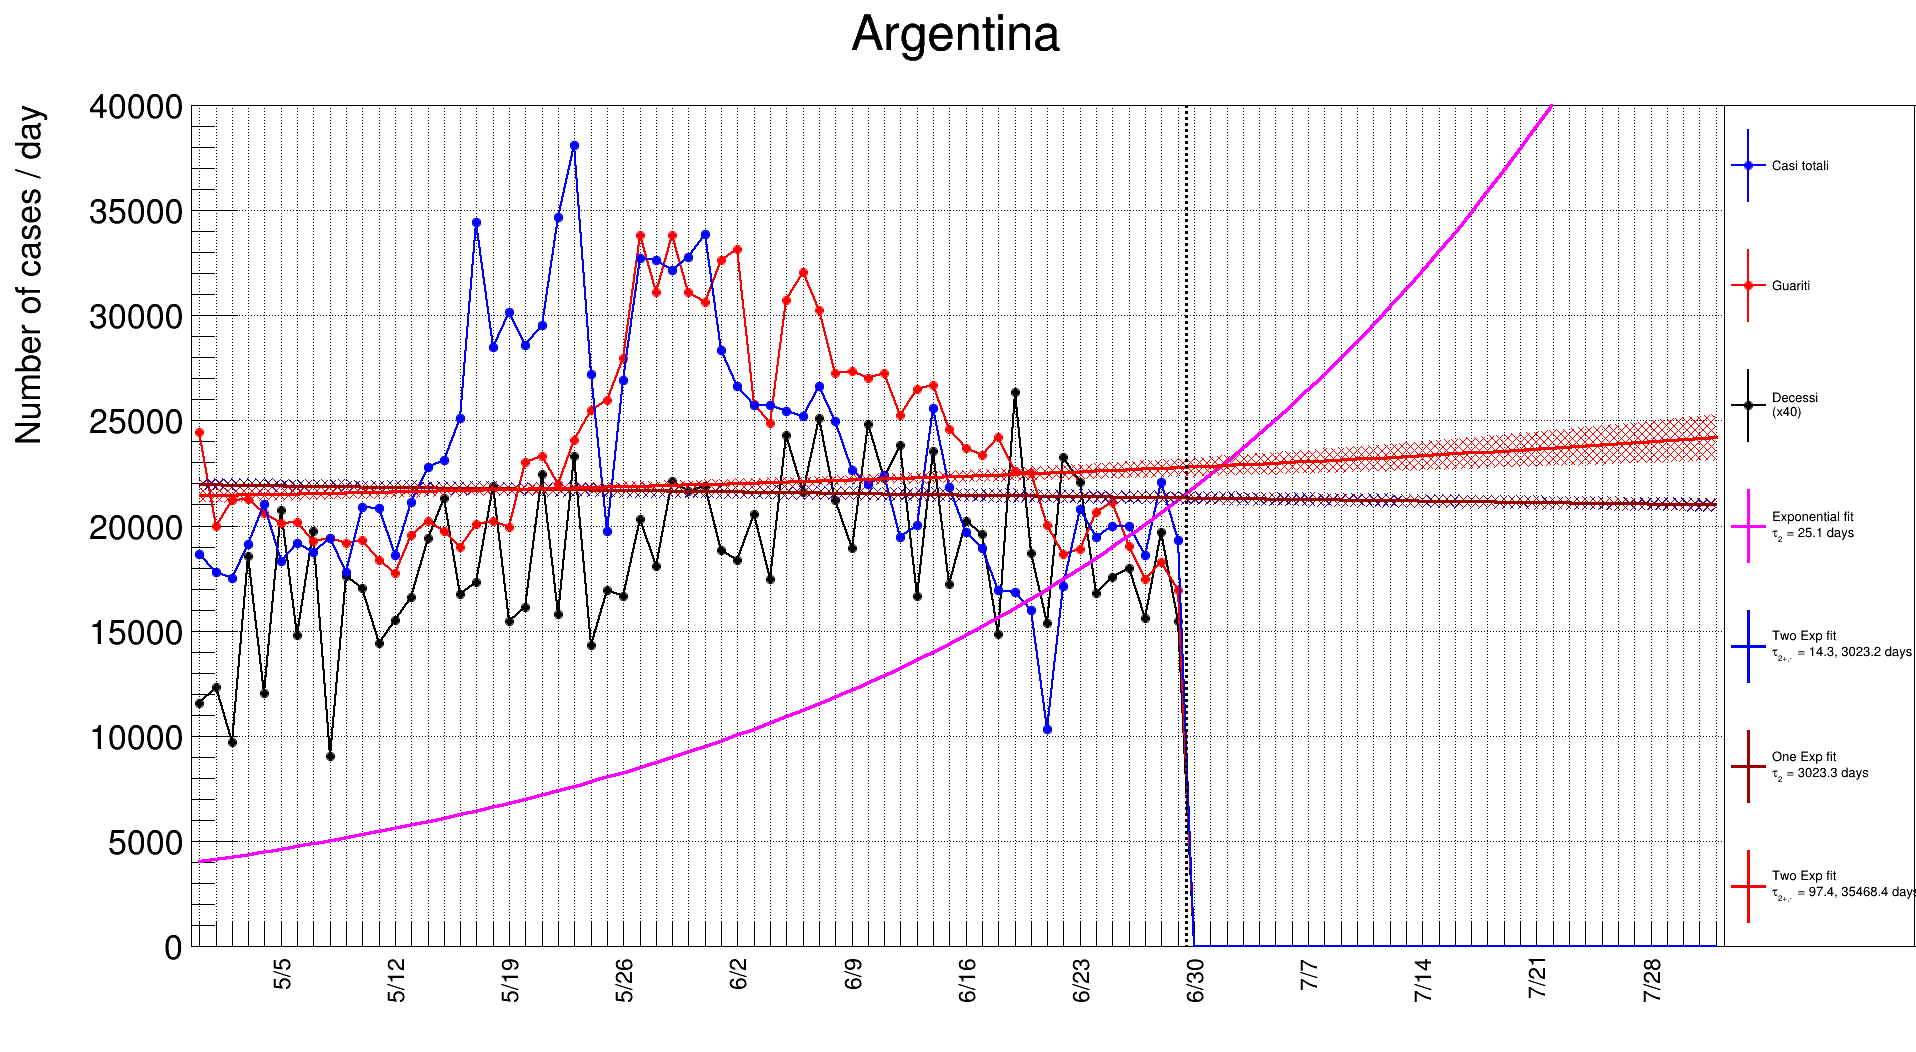 Argentina
Number of cases / day
40000
35000
30000
25000
20000
15000
10000
5000
0
5/5
5/12
5/19
5/26
6/2
6/9
6/16
6/23
6/30
7/7
7/14
7/21
7/28
Casi totali
Guariti
Decessi
(x40)
Exponential fit
τ2 = 25.1 days
Two Exp fit
τ2+,- = 14.3, 3023.2 days
One Exp fit
τ2 = 3023.3 days
Two Exp fit
τ2+,- = 97.4, 35468.4 days